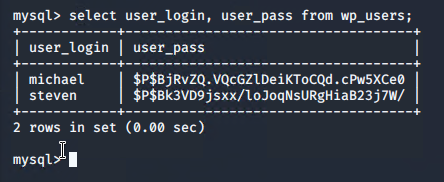 mysql> select user_login, user_pass from wp_users;
+------------+------------------------------------+
| user_login | user_pass                          |
+------------+------------------------------------+
| michael    | $P$BjRvZQ.VQcGZlDeiKToCQd.cPw5XCe0 |
| steven     | $P$Bk3VD9jsxx/loJoqNsURgHiaB23j7W/ |
+------------+------------------------------------+
2 rows in set (0.00 sec)
mysql>